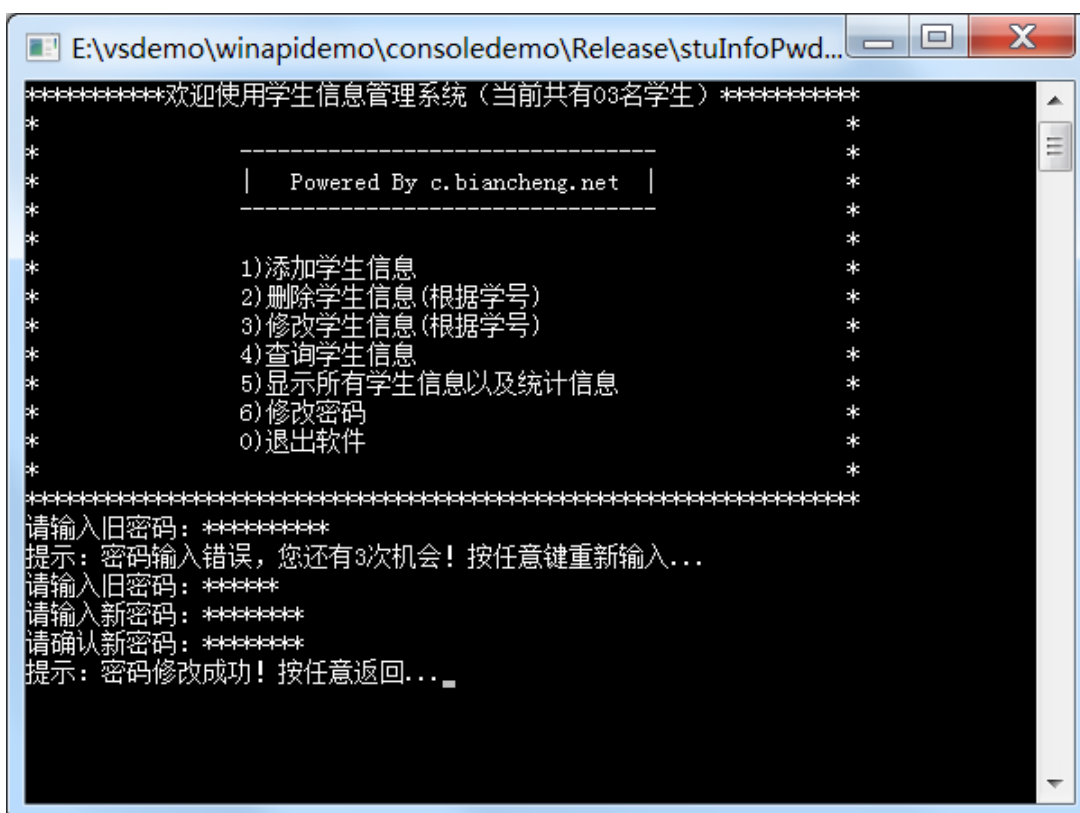 E:\vsdemo\winapidemo\consoledemo\Release\stuInfoPwd...
***********欢迎使用学生信息管理系统（当前共有03名学生）***********
* *
* --------------------------------- *
* | Powered By c.biancheng.net | *
* --------------------------------- *
* *
* 1)添加学生信息 *
* 2)删除学生信息(根据学号) *
* 3)修改学生信息(根据学号) *
* 4)查询学生信息 *
* 5)显示所有学生信息以及统计信息 *
* 6)修改密码 *
* 0)退出软件 *
* *
******************************************************************
请输入旧密码：**********
提示：密码输入错误，您还有3次机会！按任意键重新输入...
请输入旧密码：******
请输入新密码：********
请确认新密码：********
提示：密码修改成功！按任意返回...